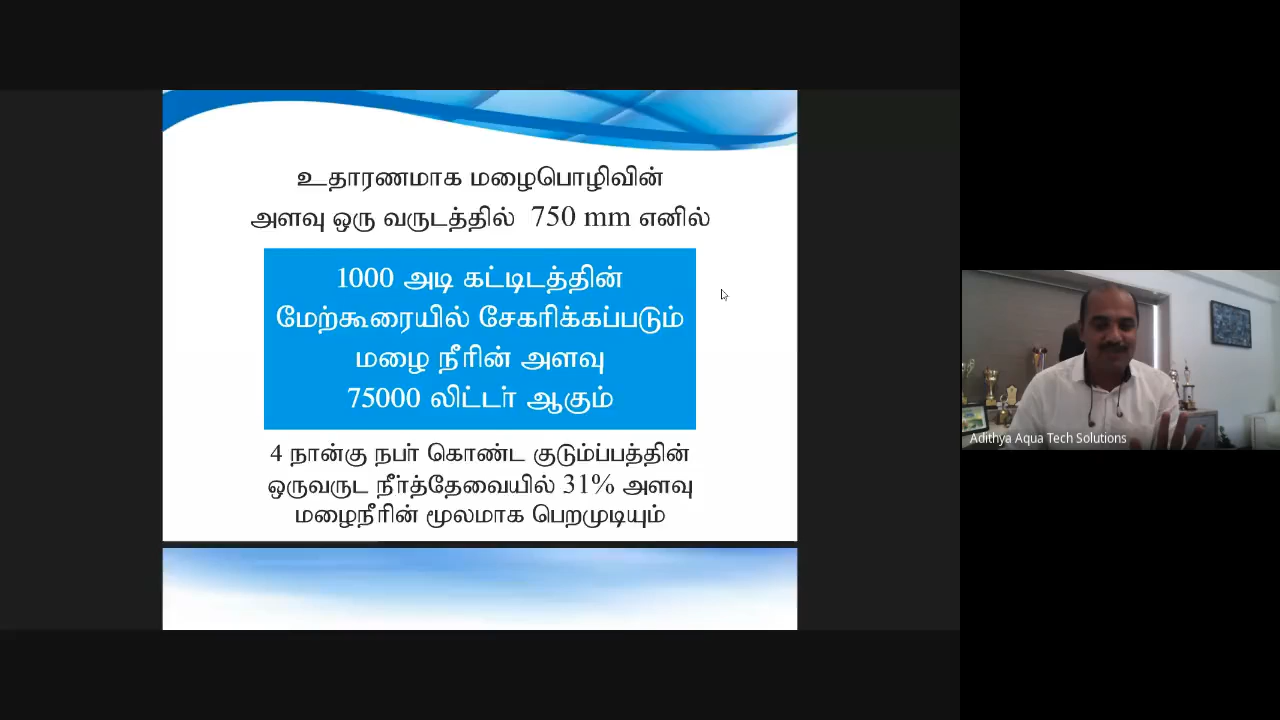 உதாரணமாக மழைபொழிவின்
அளவு ஒரு வருடத்தில் 750 mm எனில்
1000 அடி கட்டிடத்தின்
மேற்கூரையில் சேகரிக்கப்படும்
மழை நீரின் அளவு
75000 லிட்டர் ஆகும்
4 நான்கு நபர் கொண்ட குடும்ப்பத்தின்
ஒருவருட நீர்த்தேவையில் 31% அளவு
மழைநீரின் மூலமாக பெறமுடியும்
Adithya Aqua Tech Solutions